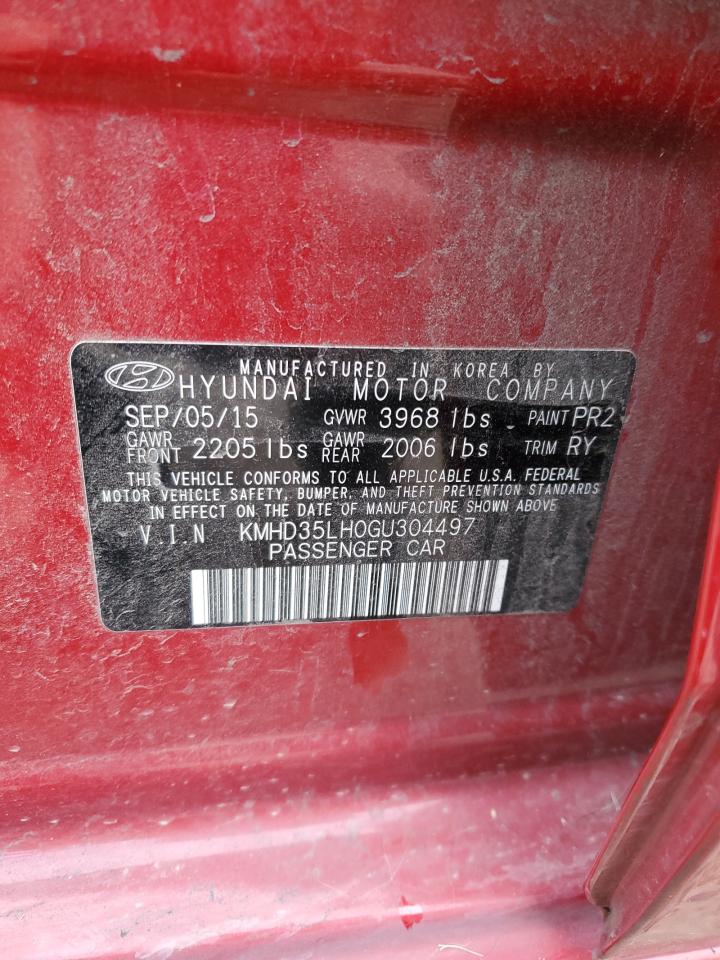 MANUFACTURED IN KOREA BY
HYUNDAI MOTOR COMPANY
SEP/05/15 GVWR 3968 lbs PAINT PR2
GAWR FRONT 2205 lbs GAWR REAR 2006 lbs TRIM RY
THIS VEHICLE CONFORMS TO ALL APPLICABLE U.S.A. FEDERAL
MOTOR VEHICLE SAFETY, BUMPER, AND THEFT PREVENTION STANDARDS
IN EFFECT ON THE DATE OF MANUFACTURE SHOWN ABOVE
V.I.N KMHD35LH0GU304497
PASSENGER CAR